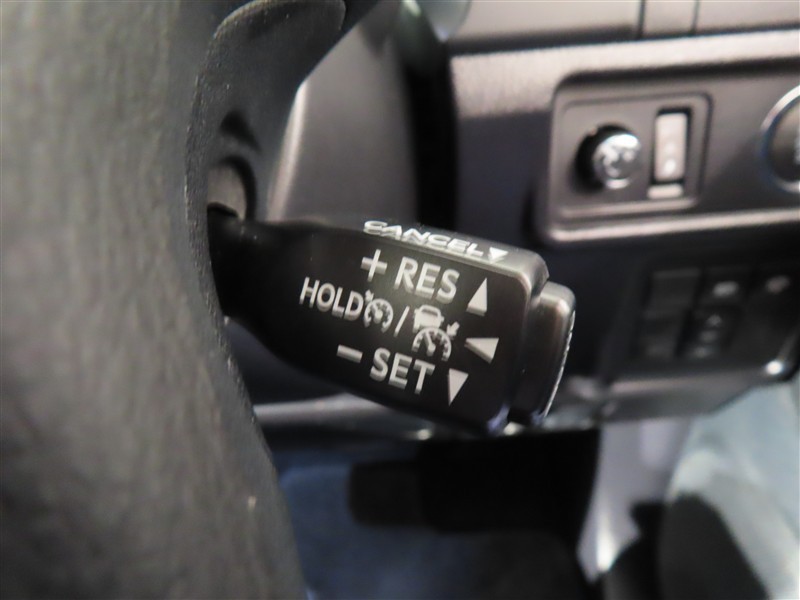 CANCEL
+ RES
HOLD /
- SET